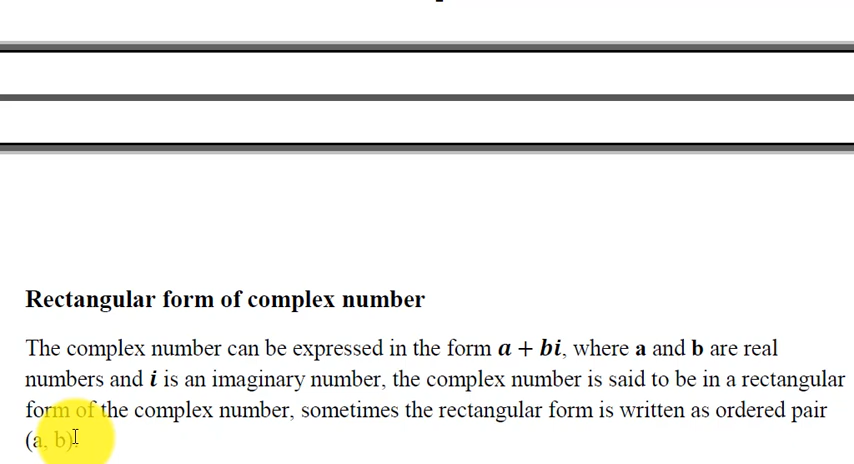 Rectangular form of complex number
The complex number can be expressed in the form a + bi, where a and b are real
numbers and i is an imaginary number, the complex number is said to be in a rectangular
form of the complex number, sometimes the rectangular form is written as ordered pair
(a, b).